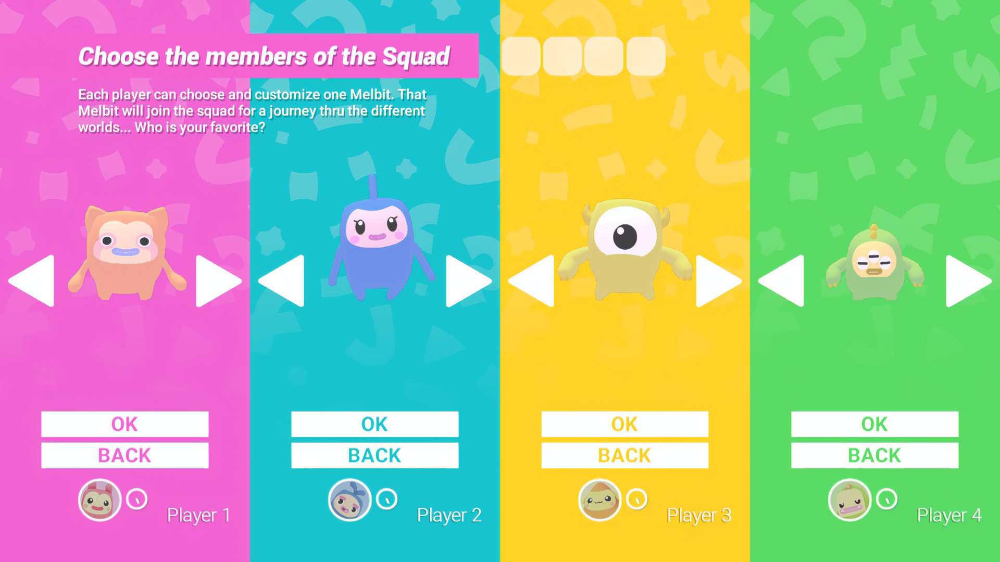 Choose the members of the Squad
Each player can choose and customize one Melbit. That
Melbit will join the squad for a journey thru the different
worlds... Who is your favorite?
OK
BACK
Player 1
OK
BACK
Player 2
OK
BACK
Player 3
OK
BACK
Player 4